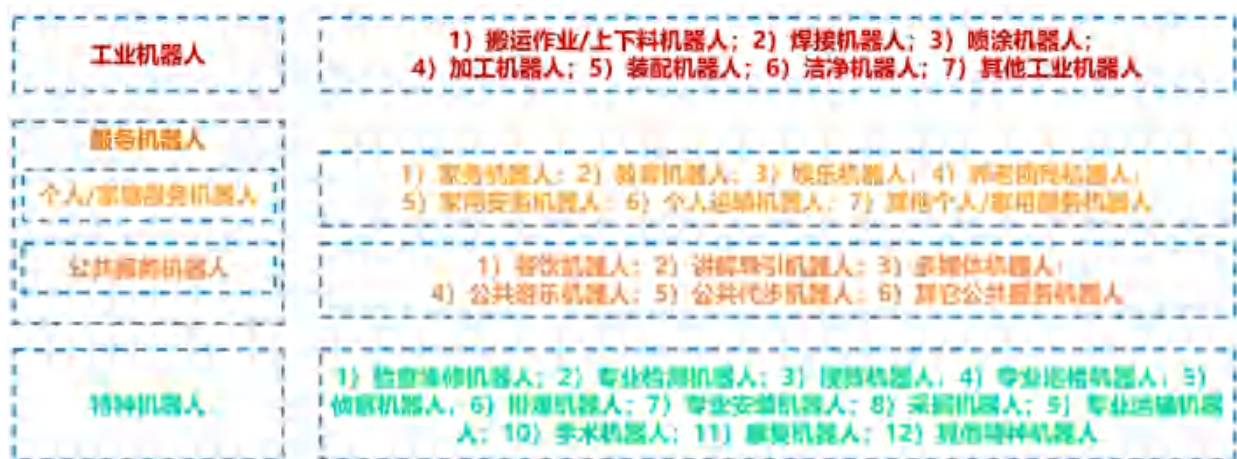 工业机器人
1）搬运作业/上下料机器人；2）焊接机器人；3）喷涂机器人；
4）加工机器人；5）装配机器人；6）洁净机器人；7）其他工业机器人
服务机器人
个人/家庭服务机器人
1）家务机器人；2）教育机器人；3）娱乐机器人；4）养老助残机器人；
5）家用安防机器人；6）个人运输机器人；7）其他个人/家用服务机器人
公共服务机器人
1）餐饮机器人；2）讲解导引机器人；3）多媒体机器人；
4）公共游乐机器人；5）公共代步机器人；6）其它公共服务机器人
特种机器人
1）检查维修机器人；2）专业检测机器人；3）搜救机器人；4）专业巡检机器人；5）
侦察机器人；6）排爆机器人；7）专业安装机器人；8）采掘机器人；9）专业运输机器
人；10）手术机器人；11）康复机器人；12）其他特种机器人